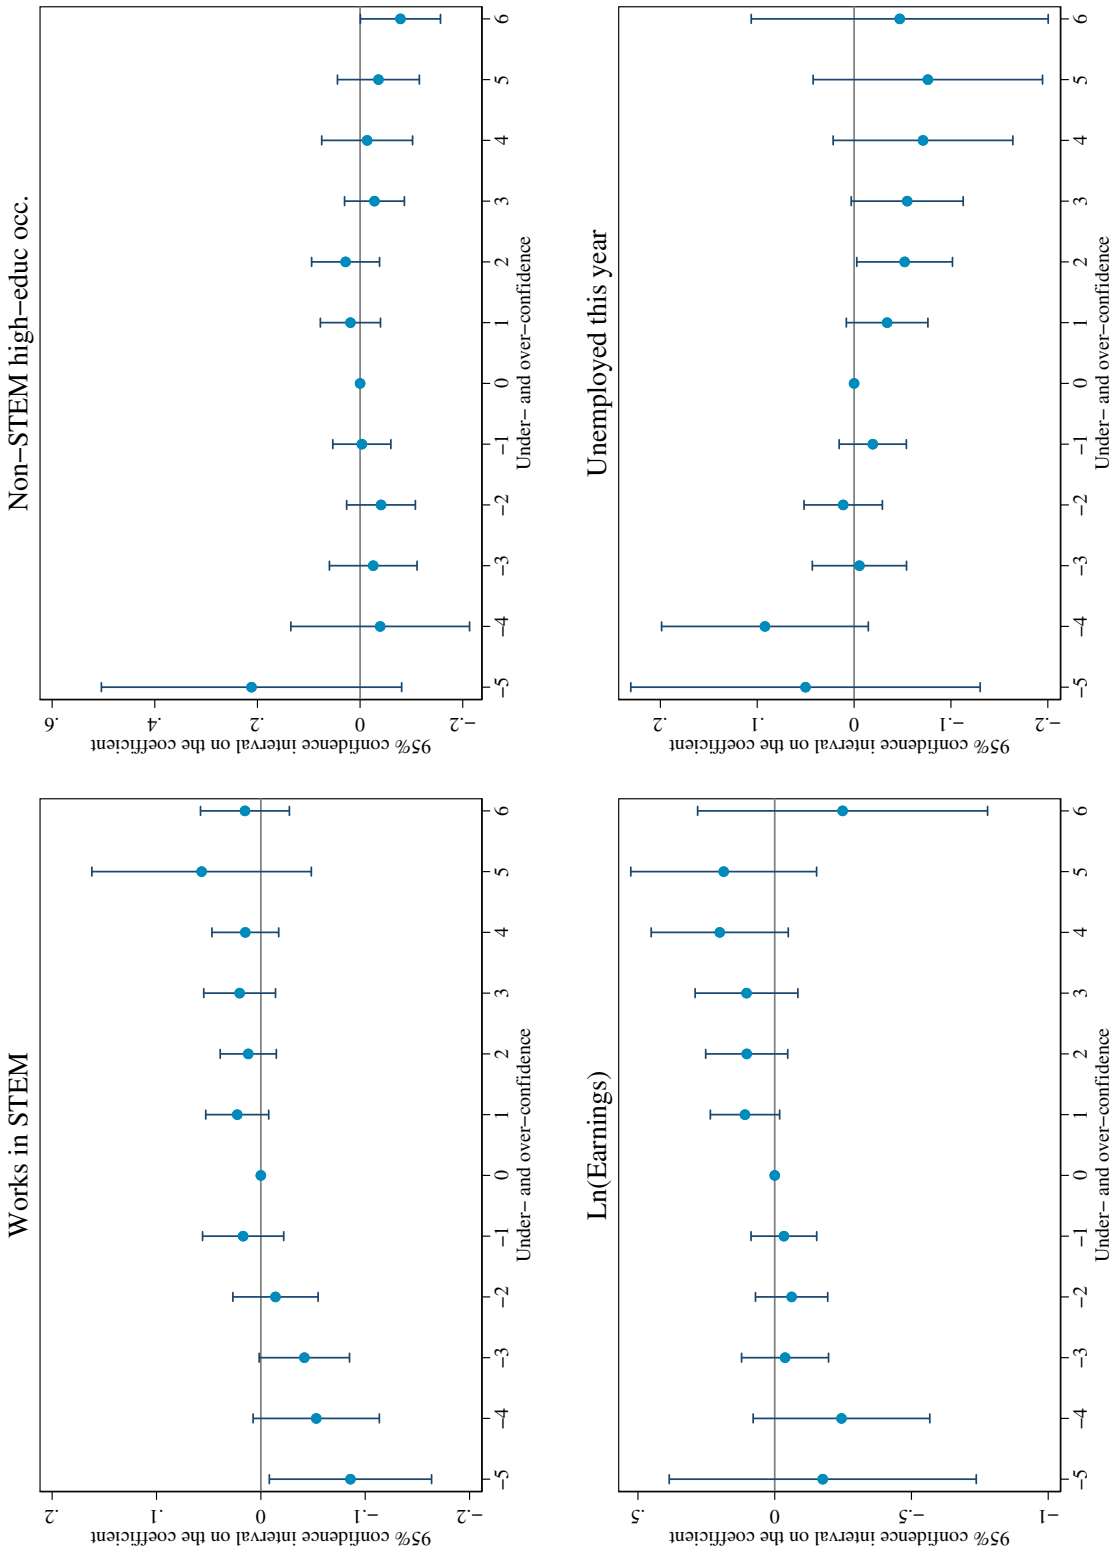 Works in STEM
95% confidence interval on the coefficient
.2
.1
0
−.1
−.2
−5 −4 −3 −2 −1 0 1 2 3 4 5 6
Under− and over−confidence
Non−STEM high−educ occ.
95% confidence interval on the coefficient
.6
.4
.2
0
−.2
−5 −4 −3 −2 −1 0 1 2 3 4 5 6
Under− and over−confidence
Ln(Earnings)
95% confidence interval on the coefficient
.5
0
−.5
−1
−5 −4 −3 −2 −1 0 1 2 3 4 5 6
Under− and over−confidence
Unemployed this year
95% confidence interval on the coefficient
.2
.1
0
−.1
−.2
−5 −4 −3 −2 −1 0 1 2 3 4 5 6
Under− and over−confidence